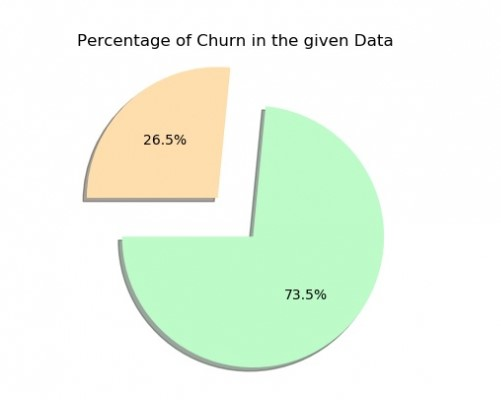 Percentage of Churn in the given Data
26.5%
73.5%